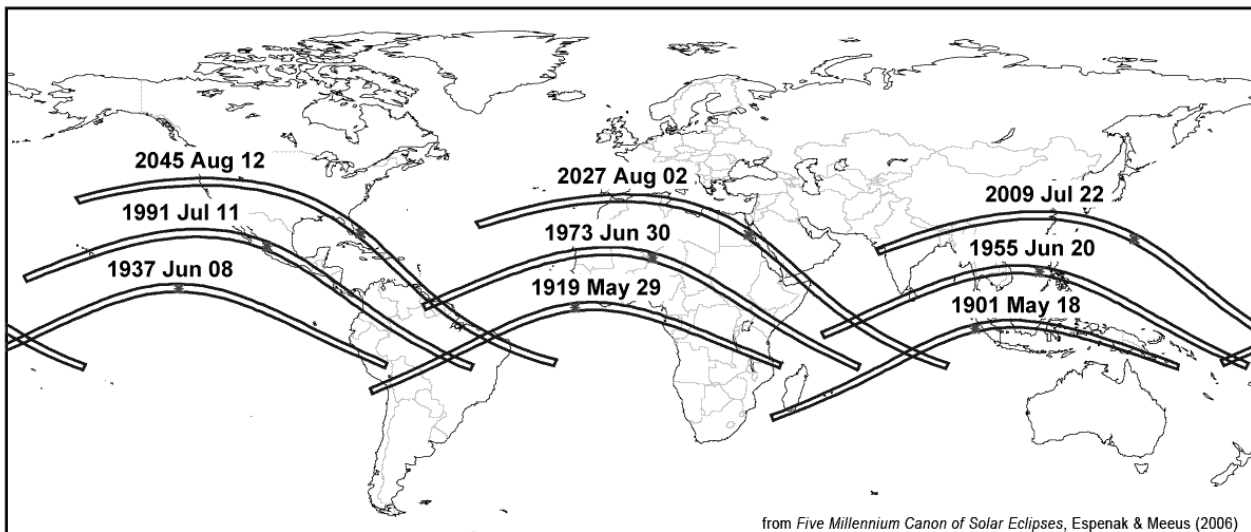 2045 Aug 12
2027 Aug 02
2009 Jul 22
1991 Jul 11
1973 Jun 30
1955 Jun 20
1937 Jun 08
1919 May 29
1901 May 18
from Five Millennium Canon of Solar Eclipses, Espenak & Meeus (2006)